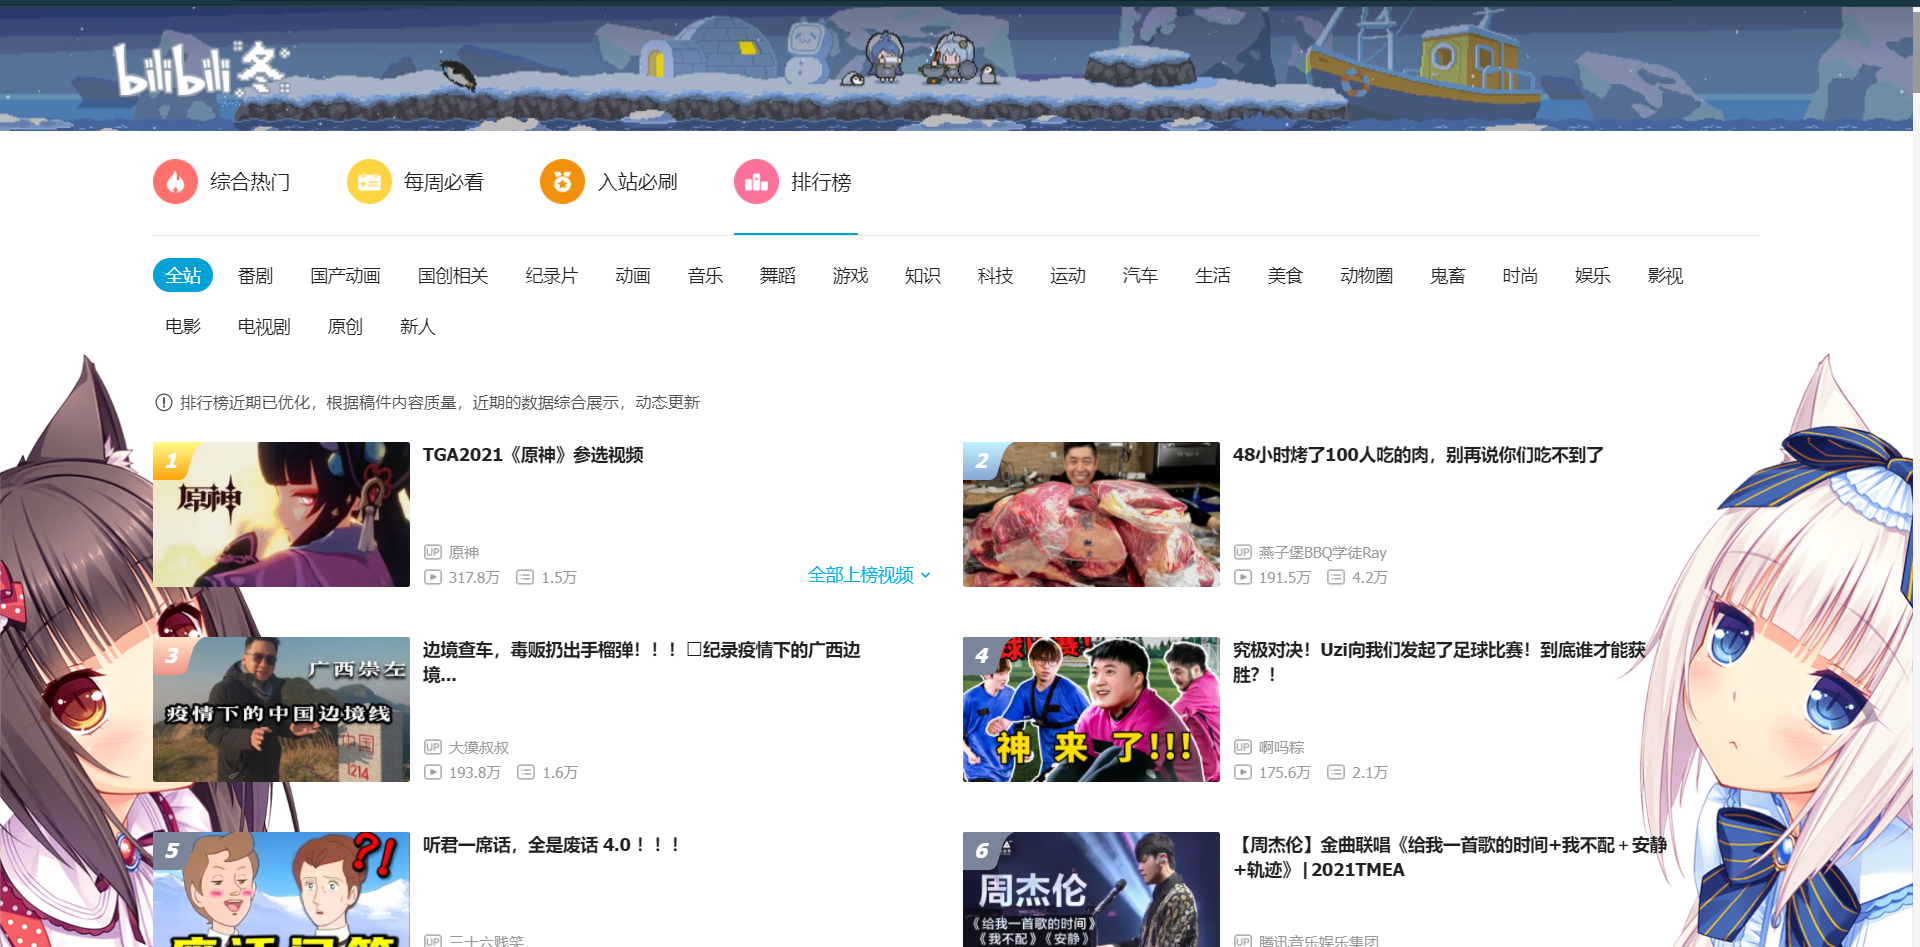 bilibili 冬
综合热门
每周必看
入站必刷
排行榜
全站 番剧 国产动画 国创相关 纪录片 动画 音乐 舞蹈 游戏 知识 科技 运动 汽车 生活 美食 动物圈 鬼畜 时尚 娱乐 影视
电影 电视剧 原创 新人
排行榜近期已优化，根据稿件内容质量，近期的数据综合展示，动态更新
1
原神
TGA2021《原神》参选视频
UP 原神
317.8万 1.5万
全部上榜视频
2
48小时烤了100人吃的肉，别再说你们吃不到了
UP 燕子堡BBQ学徒Ray
191.5万 4.2万
3
广西崇左
疫情下的中国边境线
中国
1214
边境查车，毒贩扔出手榴弹！！！□纪录疫情下的广西边
境...
UP 大漠叔叔
193.8万 1.6万
4
球比赛!
神来了!!!
究极对决！Uzi向我们发起了足球比赛！到底谁才能获
胜？！
UP 啊吗粽
175.6万 2.1万
5
?!
废话问答
听君一席话，全是废话 4.0！！！
UP 三十六贱笑
6
周杰伦
《给我一首歌的时间》
《我不配》《安静》
【周杰伦】金曲联唱《给我一首歌的时间+我不配＋安静
+轨迹》| 2021TMEA
UP 腾讯音乐娱乐集团